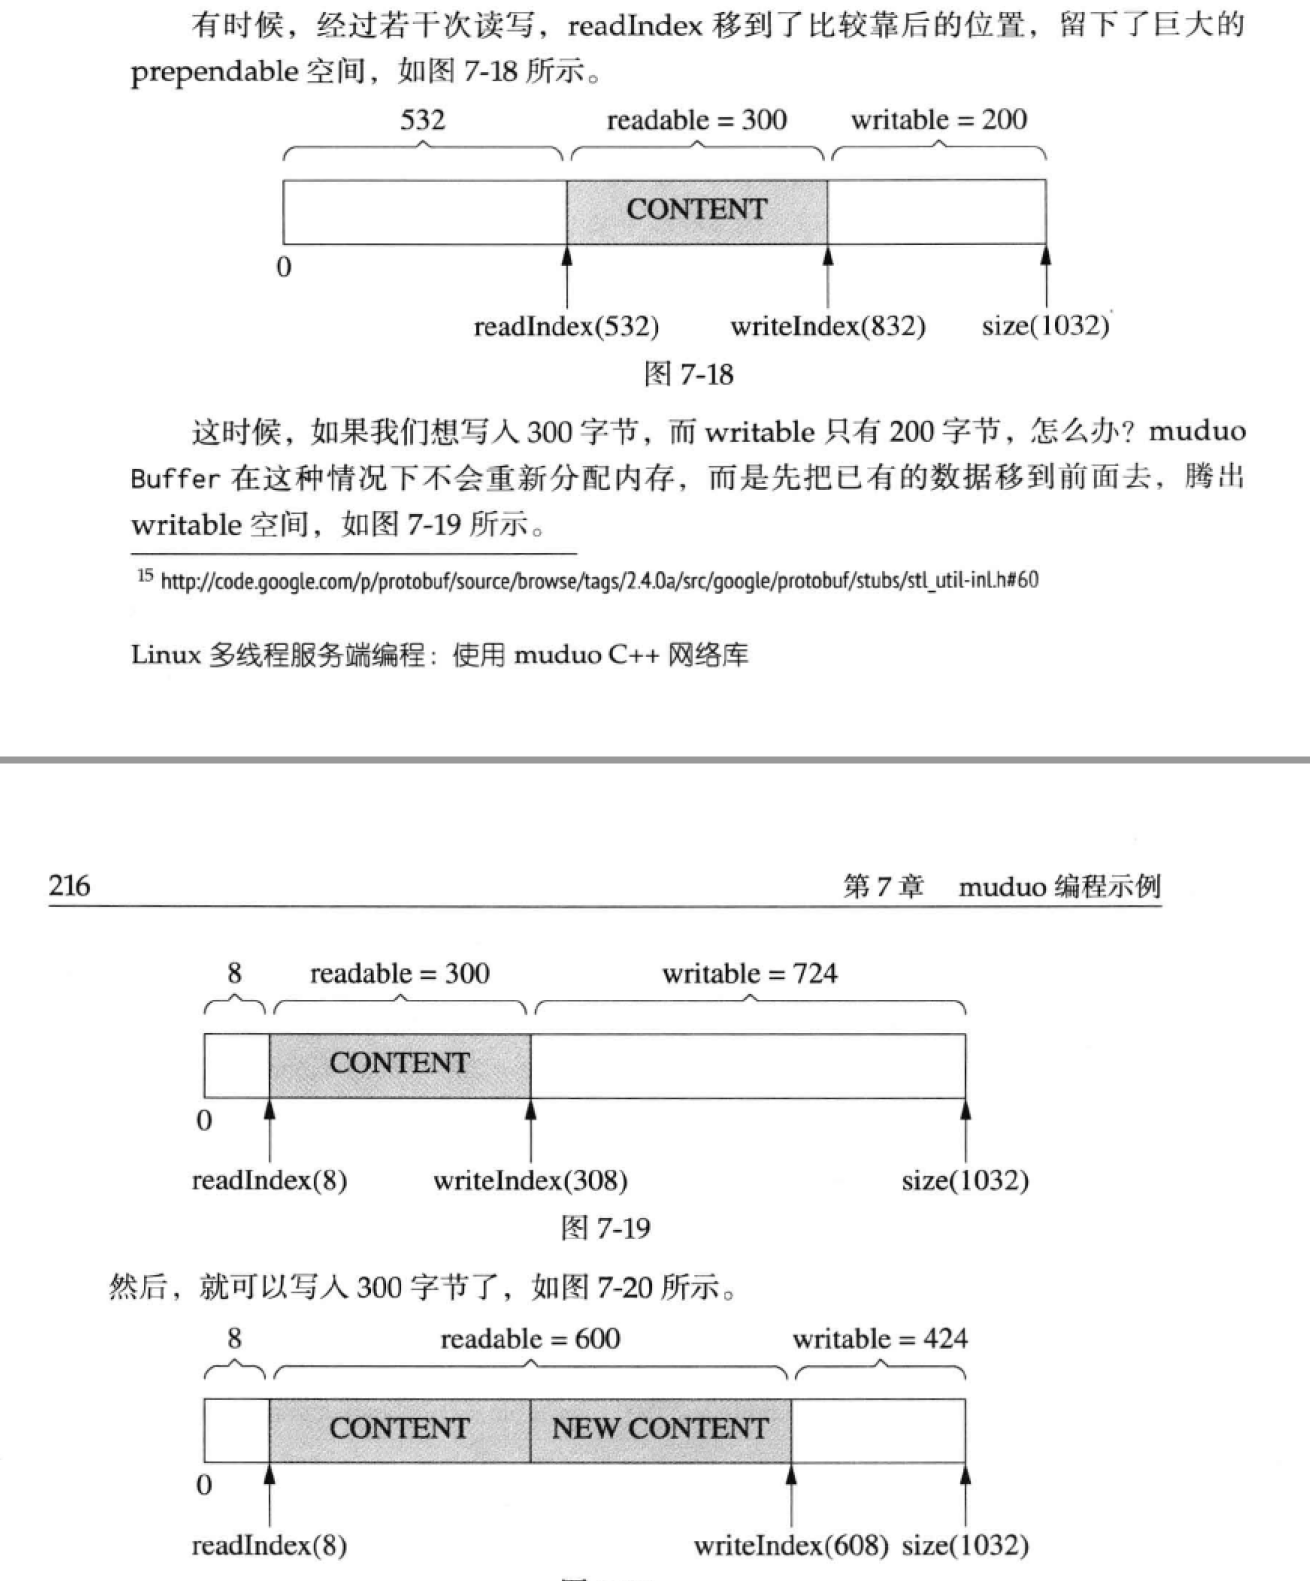 有时候，经过若干次读写，readIndex 移到了比较靠后的位置，留下了巨大的
prependable 空间，如图 7-18 所示。
532 readable = 300 writable = 200
CONTENT
0
readIndex(532) writeIndex(832) size(1032)
图 7-18
这时候，如果我们想写入 300 字节，而 writable 只有 200 字节，怎么办？muduo
Buffer 在这种情况下不会重新分配内存，而是先把已有的数据移到前面去，腾出
writable 空间，如图 7-19 所示。
15 http://code.google.com/p/protobuf/source/browse/tags/2.4.0a/src/google/protobuf/stubs/stl_util-inl.h#60
Linux 多线程服务端编程：使用 muduo C++ 网络库
216 第 7 章 muduo 编程示例
8 readable = 300 writable = 724
CONTENT
0
readIndex(8) writeIndex(308) size(1032)
图 7-19
然后，就可以写入 300 字节了，如图 7-20 所示。
8 readable = 600 writable = 424
CONTENT NEW CONTENT
0
readIndex(8) writeIndex(608) size(1032)